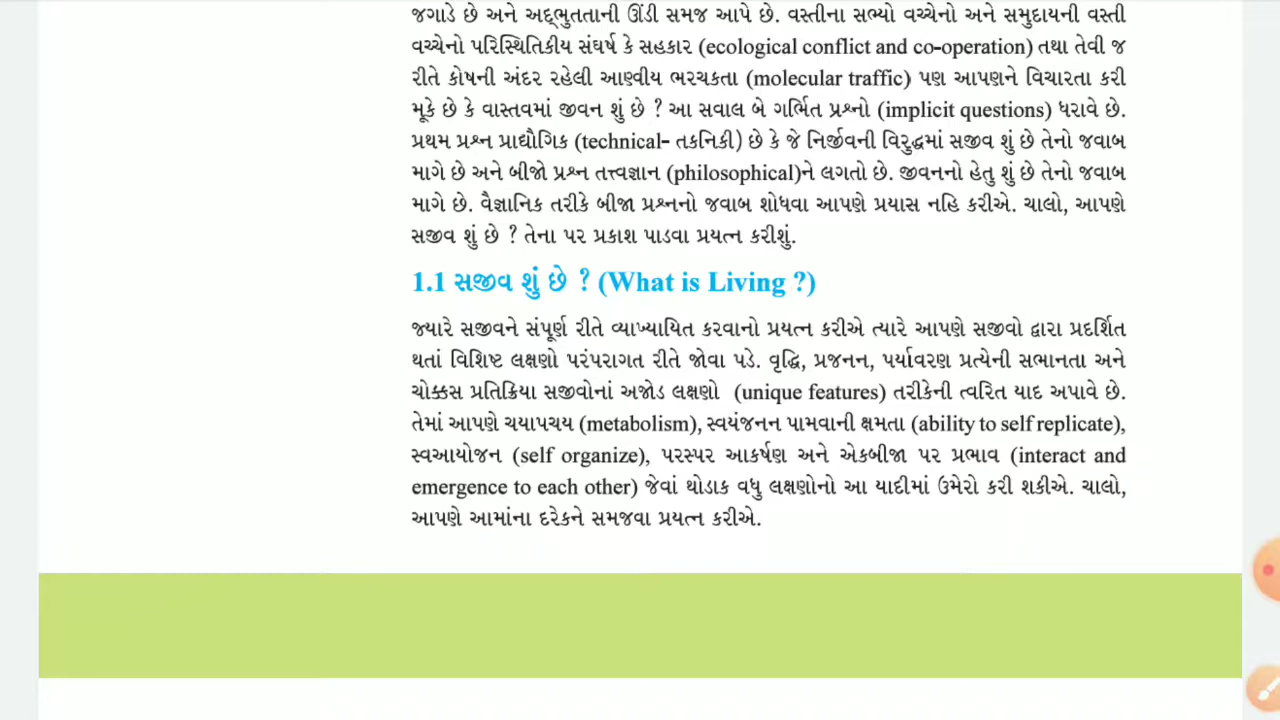 જગાડે છે અને અદ્ભુતતાની ઊંડી સમજ આપે છે. વસ્તીના સભ્યો વચ્ચેનો અને સમુદાયની વસ્તી
વચ્ચેનો પરિસ્થિતિકીય સંઘર્ષ કે સહકાર (ecological conflict and co-operation) તથા તેવી જ
રીતે કોષની અંદર રહેલી આણ્વીય ભરચકતા (molecular traffic) પણ આપણને વિચારતા કરી
મૂકે છે કે વાસ્તવમાં જીવન શું છે ? આ સવાલ બે ગર્ભિત પ્રશ્નો (implicit questions) ધરાવે છે.
પ્રથમ પ્રશ્ન પ્રાદ્યૌગિક (technical- તકનિકી) છે કે જે નિર્જીવની વિરુદ્ધમાં સજીવ શું છે તેનો જવાબ
માગે છે અને બીજો પ્રશ્ન તત્ત્વજ્ઞાન (philosophical)ને લગતો છે. જીવનનો હેતુ શું છે તેનો જવાબ
માગે છે. વૈજ્ઞાનિક તરીકે બીજા પ્રશ્નનો જવાબ શોધવા આપણે પ્રયાસ નહિ કરીએ. ચાલો, આપણે
સજીવ શું છે ? તેના પર પ્રકાશ પાડવા પ્રયત્ન કરીશું.
1.1 સજીવ શું છે ? (What is Living ?)
જ્યારે સજીવને સંપૂર્ણ રીતે વ્યાખ્યાયિત કરવાનો પ્રયત્ન કરીએ ત્યારે આપણે સજીવો દ્વારા પ્રદર્શિત
થતાં વિશિષ્ટ લક્ષણો પરંપરાગત રીતે જોવા પડે. વૃદ્ધિ, પ્રજનન, પર્યાવરણ પ્રત્યેની સભાનતા અને
ચોક્કસ પ્રતિક્રિયા સજીવોનાં અજોડ લક્ષણો (unique features) તરીકેની ત્વરિત યાદ અપાવે છે.
તેમાં આપણે ચયાપચય (metabolism), સ્વયંજનન પામવાની ક્ષમતા (ability to self replicate),
સ્વઆયોજન (self organize), પરસ્પર આકર્ષણ અને એકબીજા પર પ્રભાવ (interact and
emergence to each other) જેવાં થોડાક વધુ લક્ષણોનો આ યાદીમાં ઉમેરો કરી શકીએ. ચાલો,
આપણે આમાંના દરેકને સમજવા પ્રયત્ન કરીએ.